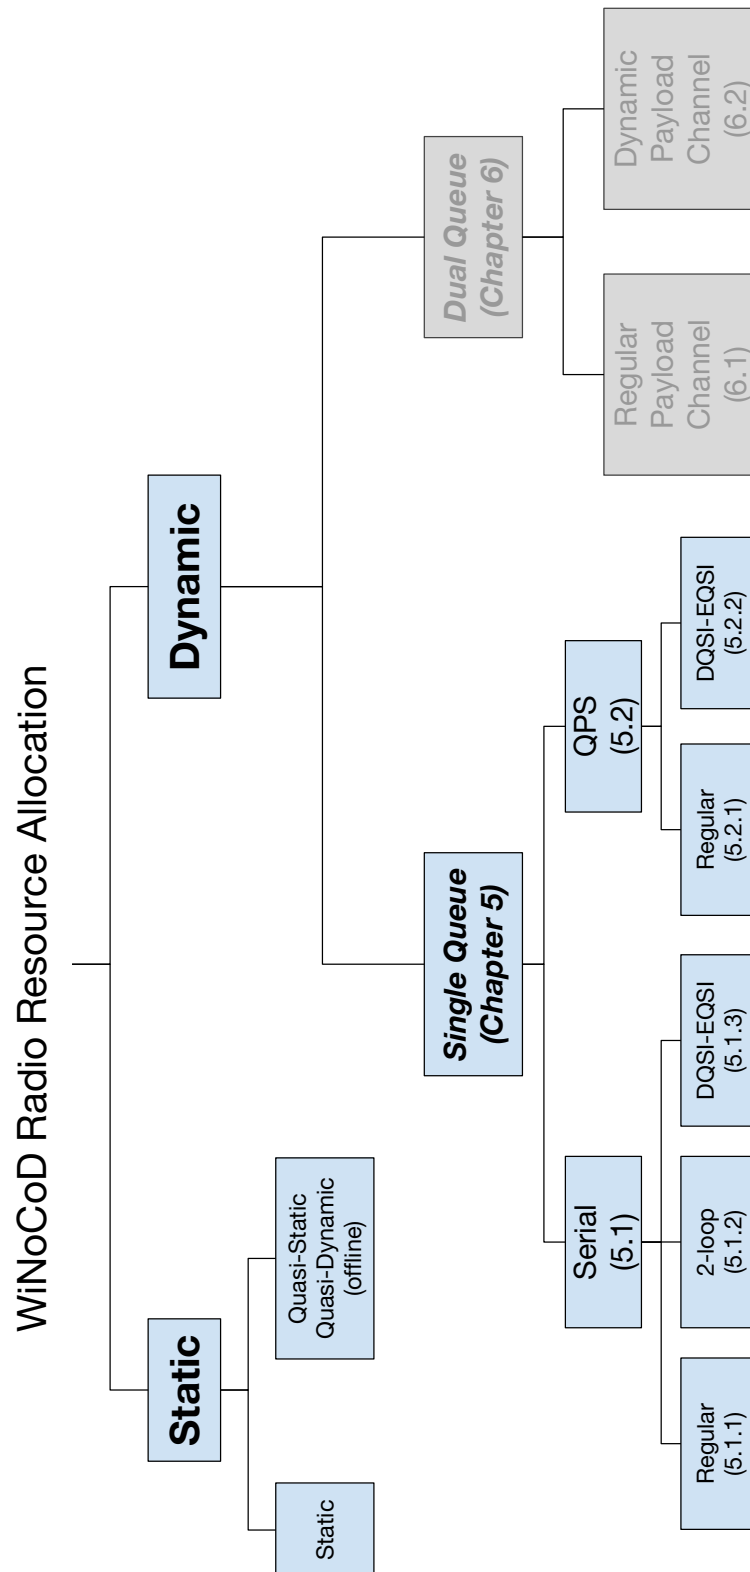 WiNoCoD Radio Resource Allocation
Static
Dynamic
Static
Quasi-Static
Quasi-Dynamic
(offline)
Single Queue
(Chapter 5)
Dual Queue
(Chapter 6)
Serial
(5.1)
QPS
(5.2)
Regular
Payload
Channel
(6.1)
Dynamic
Payload
Channel
(6.2)
Regular
(5.1.1)
2-loop
(5.1.2)
DQSI-EQSI
(5.1.3)
Regular
(5.2.1)
DQSI-EQSI
(5.2.2)